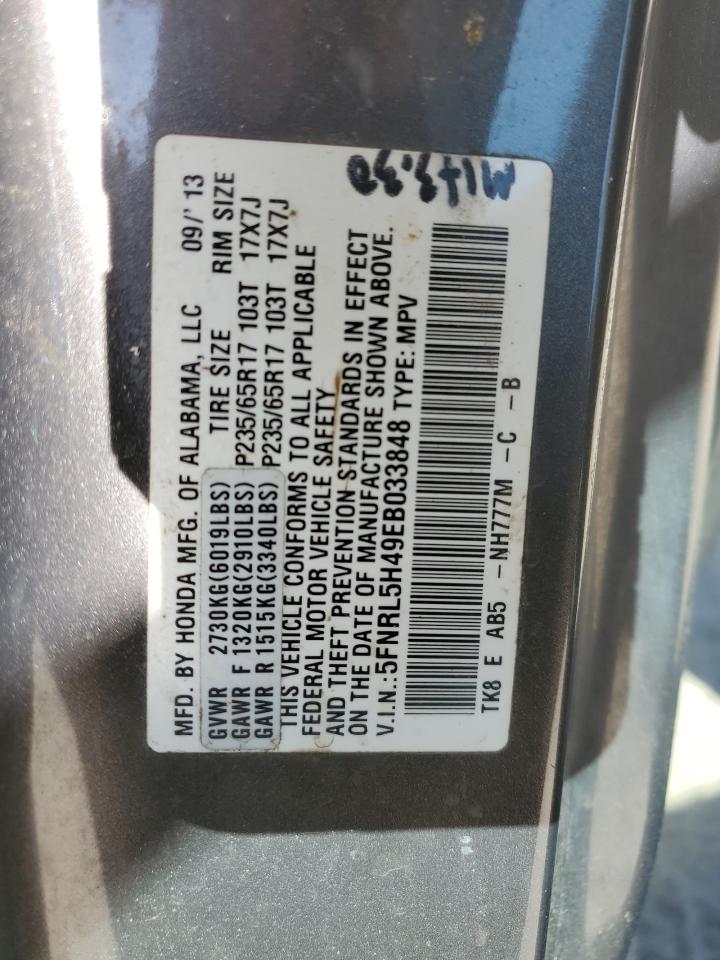 MFD. BY HONDA MFG. OF ALABAMA, LLC 09/'13
TIRE SIZE RIM SIZE
GVWR 2730KG(6019LBS)
GAWR F 1320KG(2910LBS) P235/65R17 103T 17X7J
GAWR R 1515KG(3340LBS) P235/65R17 103T 17X7J
THIS VEHICLE CONFORMS TO ALL APPLICABLE
FEDERAL MOTOR VEHICLE SAFETY
AND THEFT PREVENTION STANDARDS IN EFFECT
ON THE DATE OF MANUFACTURE SHOWN ABOVE.
V.I.N.:5FNRL5H49EB033848 TYPE: MPV
TK8 E AB5 -NH777M -C -B